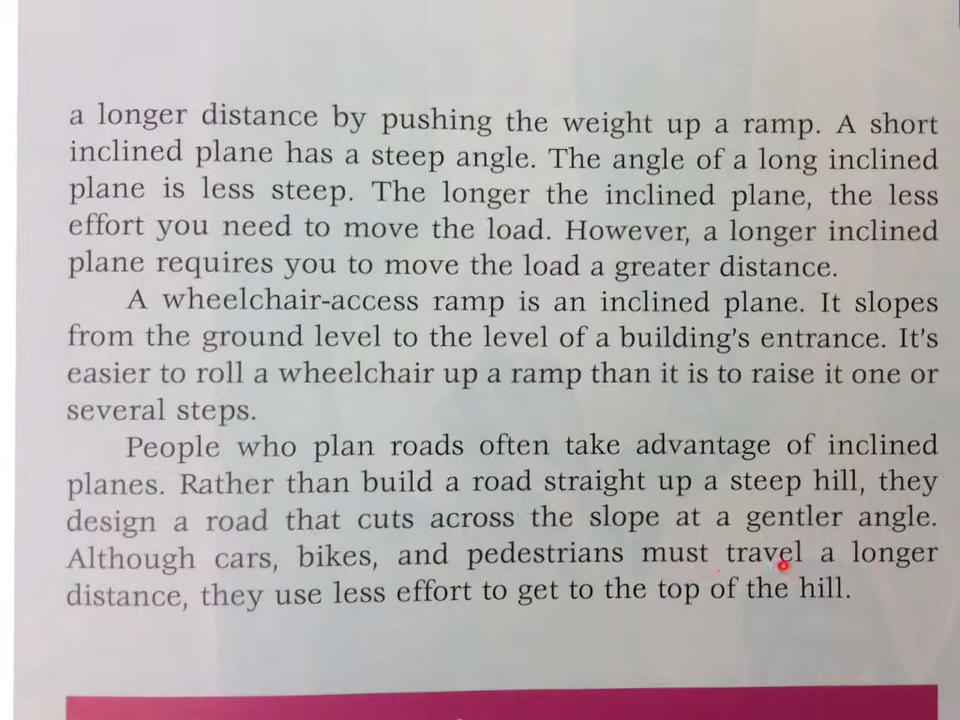 a longer distance by pushing the weight up a ramp. A short
inclined plane has a steep angle. The angle of a long inclined
plane is less steep. The longer the inclined plane, the less
effort you need to move the load. However, a longer inclined
plane requires you to move the load a greater distance.
A wheelchair-access ramp is an inclined plane. It slopes
from the ground level to the level of a building's entrance. It's
easier to roll a wheelchair up a ramp than it is to raise it one or
several steps.
People who plan roads often take advantage of inclined
planes. Rather than build a road straight up a steep hill, they
design a road that cuts across the slope at a gentler angle.
Although cars, bikes, and pedestrians must travel a longer
distance, they use less effort to get to the top of the hill.